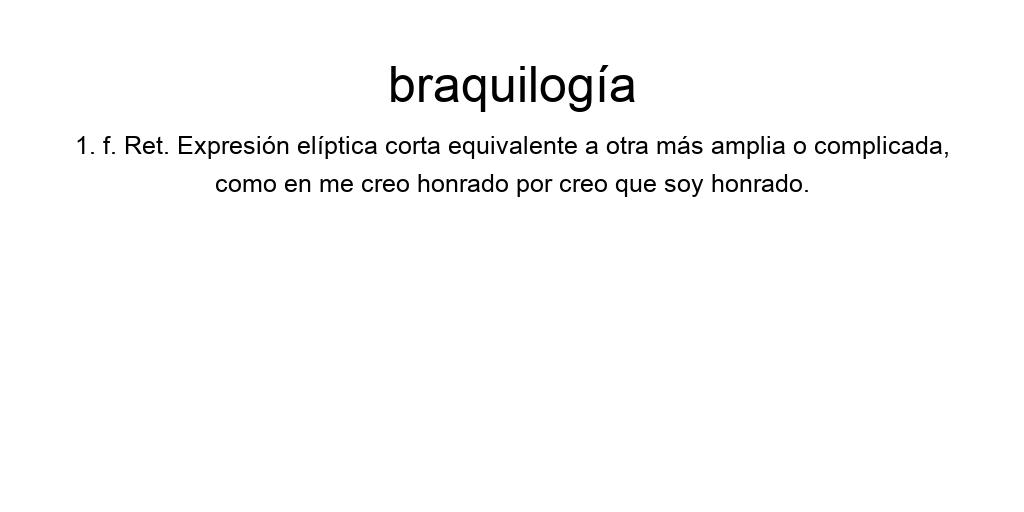 braquilogía
1. f. Ret. Expresión elíptica corta equivalente a otra más amplia o complicada,
como en me creo honrado por creo que soy honrado.